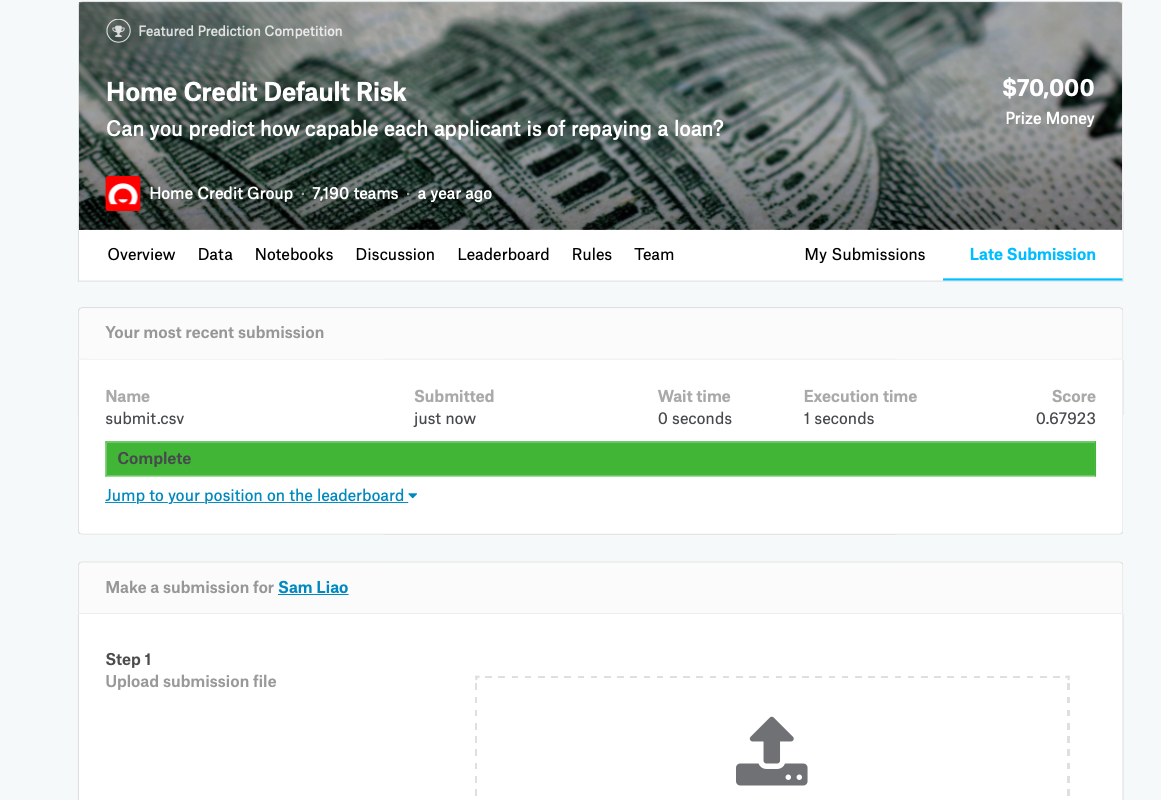 Featured Prediction Competition
Home Credit Default Risk
$70,000
Can you predict how capable each applicant is of repaying a loan?
Prize Money
Home Credit Group · 7,190 teams · a year ago
Overview Data Notebooks Discussion Leaderboard Rules Team My Submissions Late Submission
Your most recent submission
Name Submitted Wait time Execution time Score
submit.csv just now 0 seconds 1 seconds 0.67923
Complete
Jump to your position on the leaderboard
Make a submission for Sam Liao
Step 1
Upload submission file